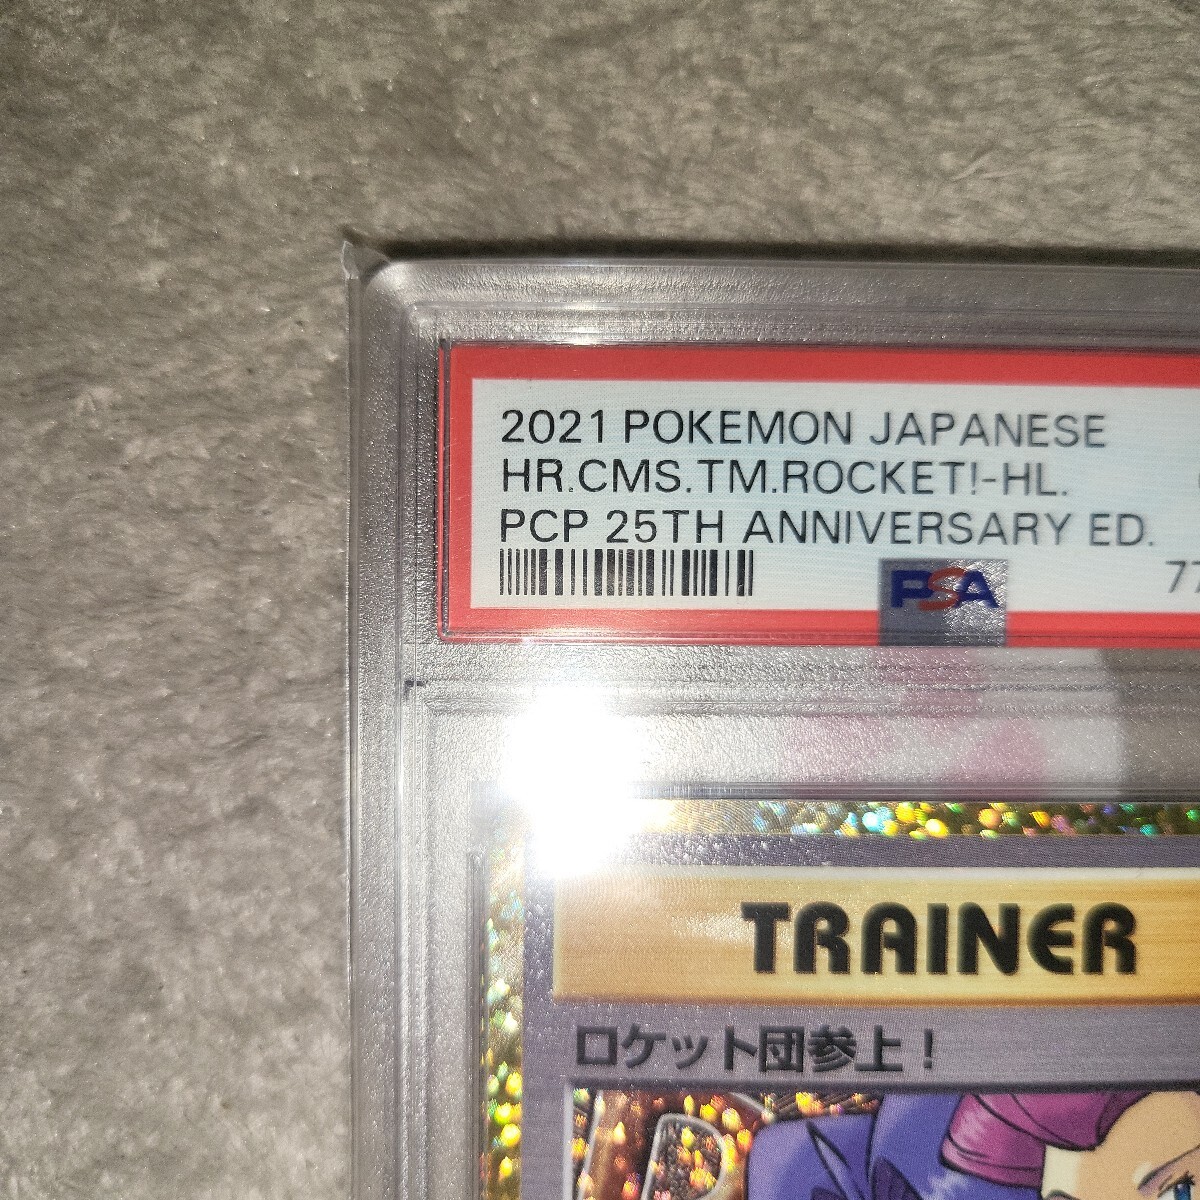 2021 POKEMON JAPANESE
HR.CMS.TM.ROCKET!-HL.
PCP 25TH ANNIVERSARY ED.
PSA
77
TRAINER
ロケット団参上！
R